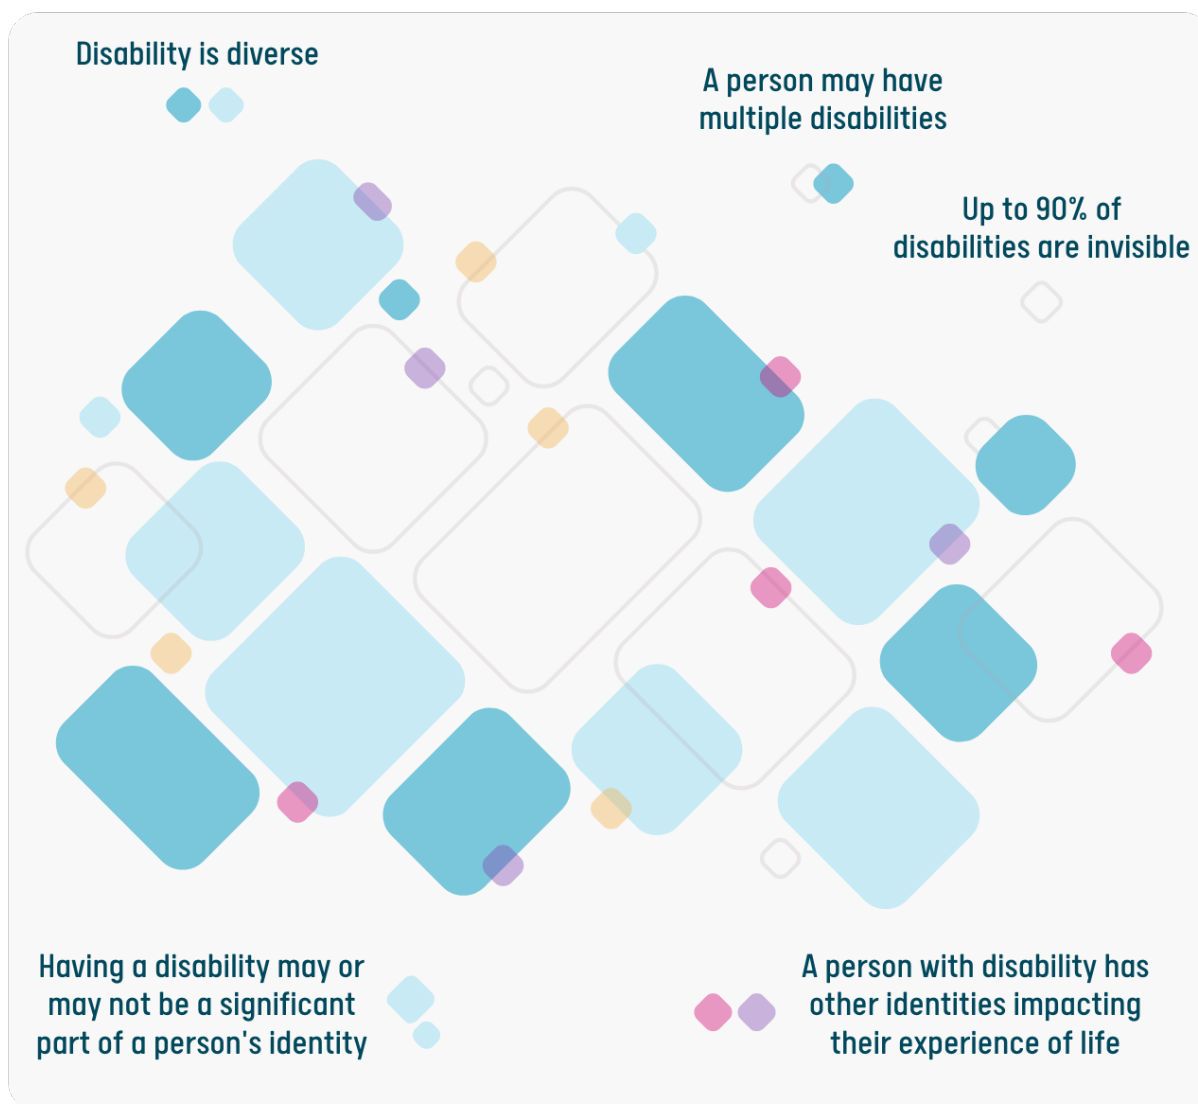 Disability is diverse
A person may have
multiple disabilities
Up to 90% of
disabilities are invisible
Having a disability may or
may not be a significant
part of a person's identity
A person with disability has
other identities impacting
their experience of life